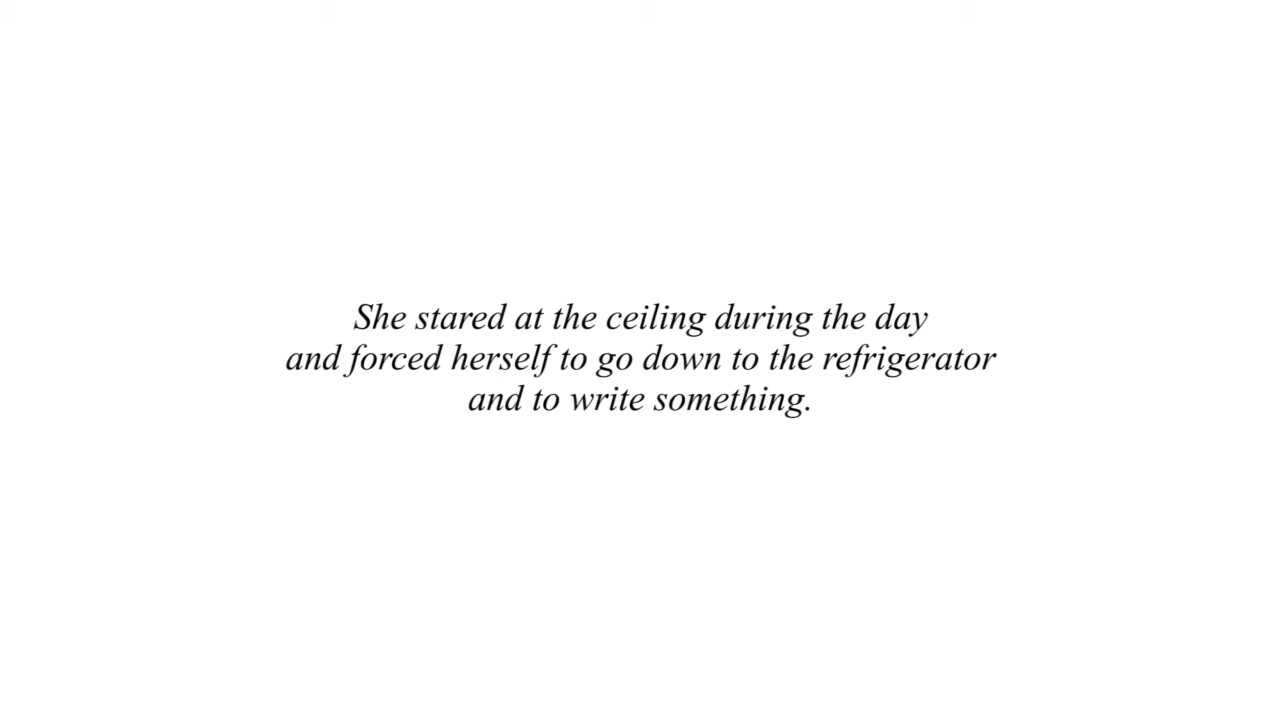 She stared at the ceiling during the day
and forced herself to go down to the refrigerator
and to write something.